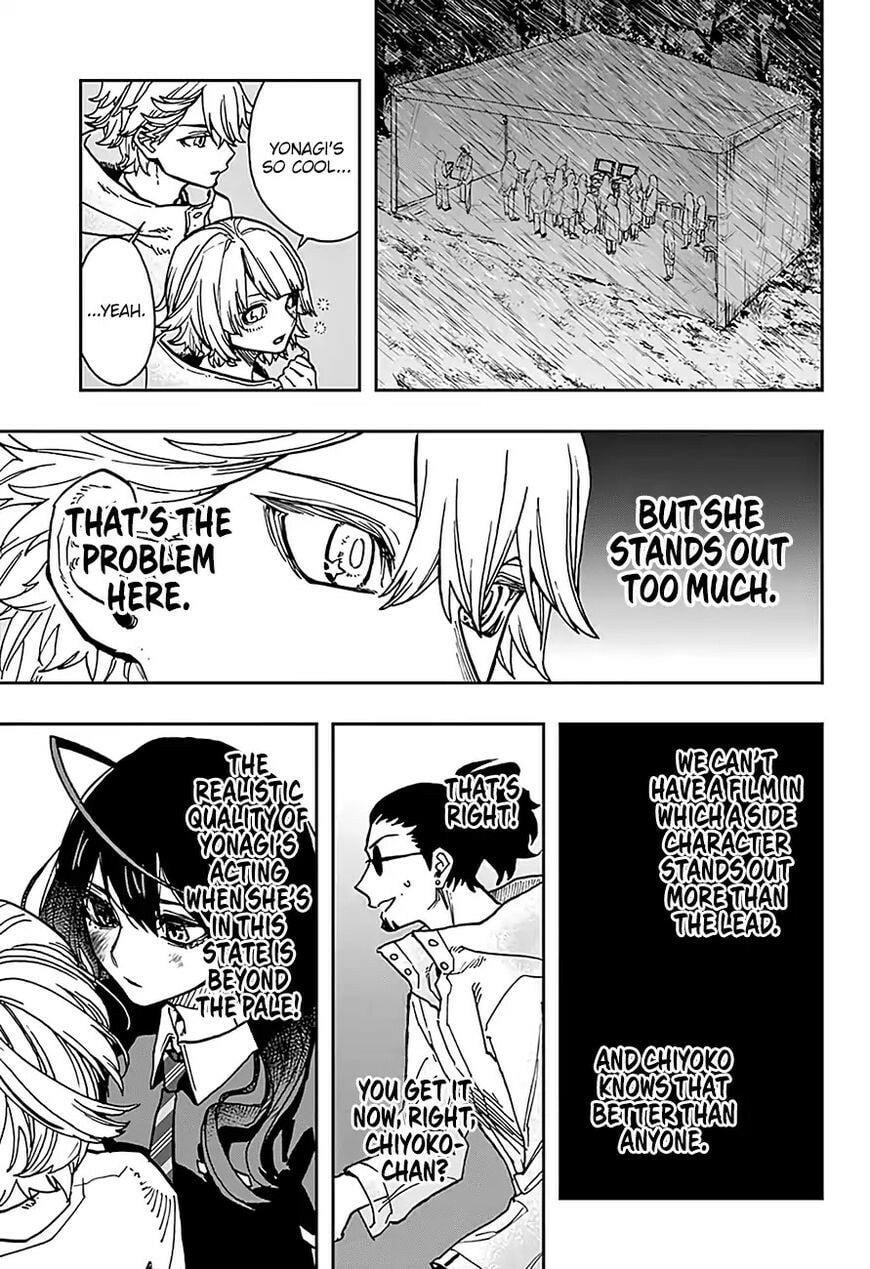 YONAGI'S
SO COOL...
...YEAH.
BUT SHE
STANDS OUT
TOO MUCH.
THAT'S THE
PROBLEM
HERE.
WE CAN'T
HAVE A FILM IN
WHICH A SIDE
CHARACTER
STANDS OUT
MORE THAN
THE LEAD.
AND CHIYOKO
KNOWS THAT
BETTER THAN
ANYONE.
THAT'S
RIGHT!
YOU GET IT
NOW, RIGHT,
CHIYOKO-
CHAN?
THE
REALISTIC
QUALITY OF
YONAGI'S
ACTING
WHEN SHE'S
IN THIS
STATE IS
BEYOND
THE PALE!